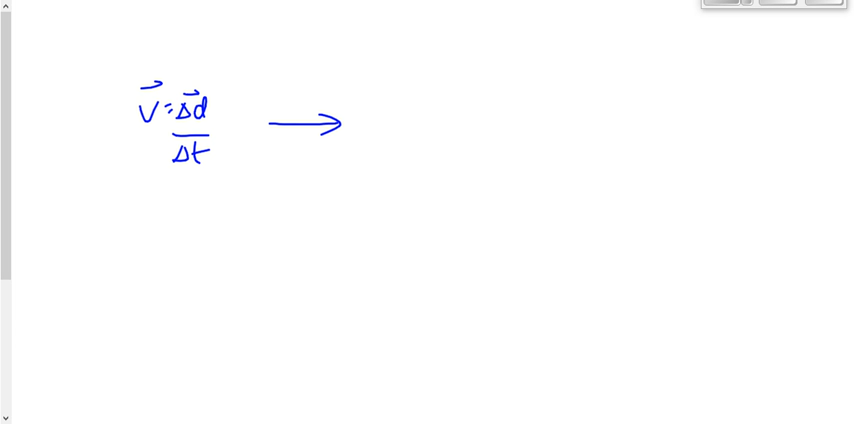 v⃗ = Δd⃗ →
Δt